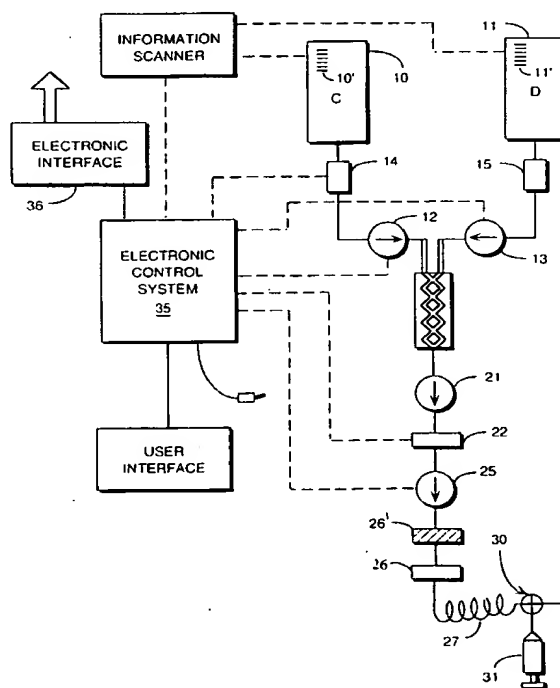 INFORMATION
SCANNER
10'
C
10
11
11'
D
ELECTRONIC
INTERFACE
36
14
15
12
13
ELECTRONIC
CONTROL
SYSTEM
35
21
22
USER
INTERFACE
25
26'
26
27
30
31